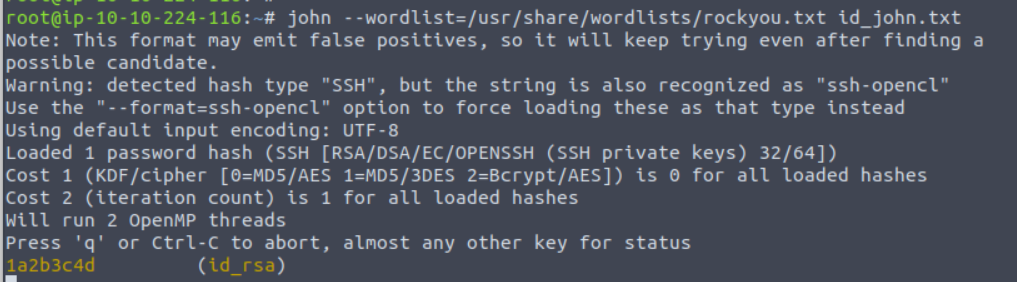 root@ip-10-10-224-116:~# john --wordlist=/usr/share/wordlists/rockyou.txt id_john.txt
Note: This format may emit false positives, so it will keep trying even after finding a
possible candidate.
Warning: detected hash type "SSH", but the string is also recognized as "ssh-opencl"
Use the "--format=ssh-opencl" option to force loading these as that type instead
Using default input encoding: UTF-8
Loaded 1 password hash (SSH [RSA/DSA/EC/OPENSSH (SSH private keys) 32/64])
Cost 1 (KDF/cipher [0=MD5/AES 1=MD5/3DES 2=Bcrypt/AES]) is 0 for all loaded hashes
Cost 2 (iteration count) is 1 for all loaded hashes
Will run 2 OpenMP threads
Press 'q' or Ctrl-C to abort, almost any other key for status
1a2b3c4d         (id_rsa)